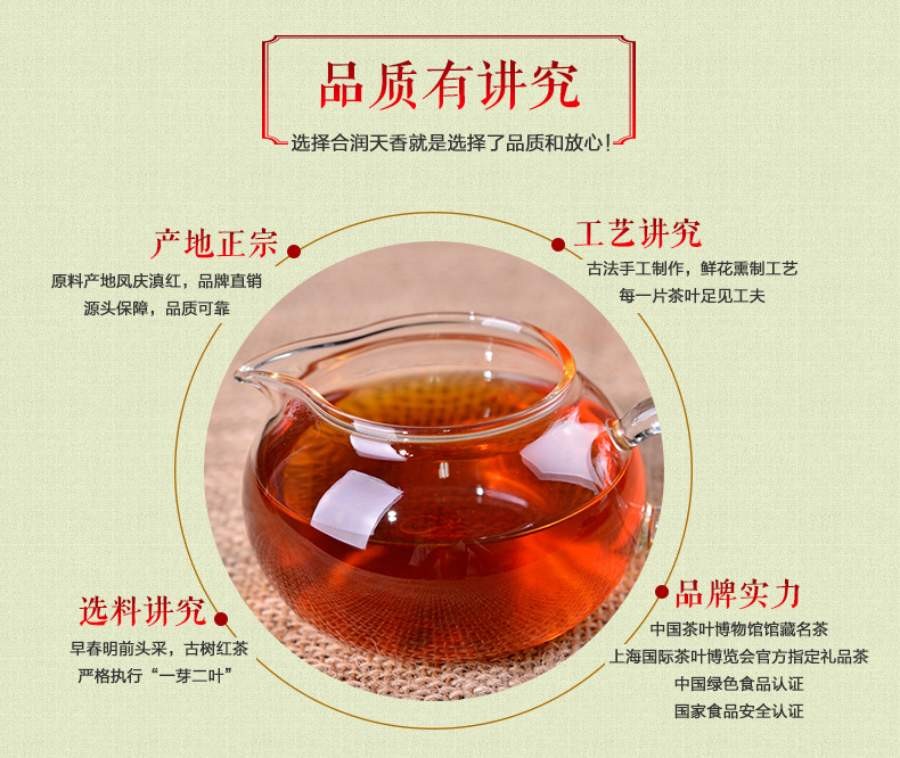 品质有讲究
选择合润天香就是选择了品质和放心!
产地正宗
原料产地凤庆滇红，品牌直销
源头保障，品质可靠
工艺讲究
古法手工制作，鲜花熏制工艺
每一片茶叶足见工夫
选料讲究
早春明前头采，古树红茶
严格执行“一芽二叶”
品牌实力
中国茶叶博物馆馆藏名茶
上海国际茶叶博览会官方指定礼品茶
中国绿色食品认证
国家食品安全认证